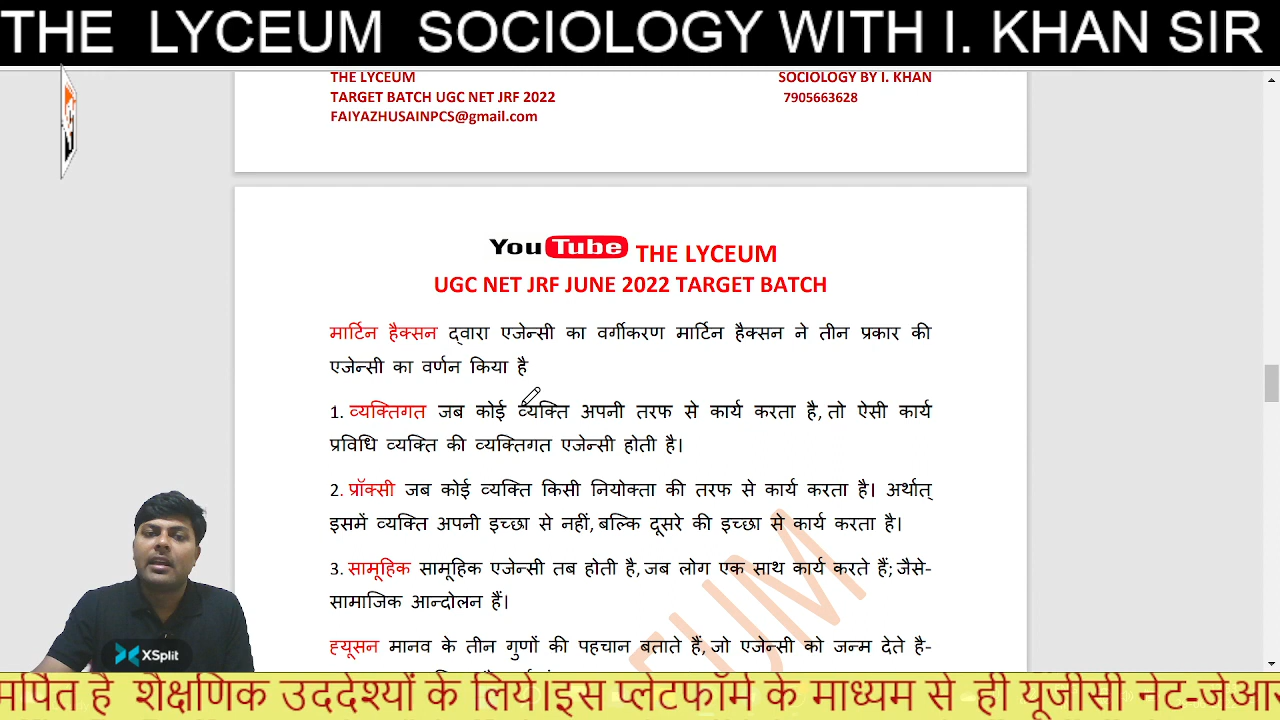 THE LYCEUM SOCIOLOGY WITH I. KHAN SIR
THE LYCEUM SOCIOLOGY BY I. KHAN
TARGET BATCH UGC NET JRF 2022 7905663628
FAIYAZHUSAINPCS@gmail.com
YouTube THE LYCEUM
UGC NET JRF JUNE 2022 TARGET BATCH
मार्टिन हैक्सन द्वारा एजेन्सी का वर्गीकरण मार्टिन हैक्सन ने तीन प्रकार की
एजेन्सी का वर्णन किया है
1. व्यक्तिगत जब कोई व्यक्ति अपनी तरफ से कार्य करता है, तो ऐसी कार्य
प्रविधि व्यक्ति की व्यक्तिगत एजेन्सी होती है।
2. प्रॉक्सी जब कोई व्यक्ति किसी नियोक्ता की तरफ से कार्य करता है। अर्थात्
इसमें व्यक्ति अपनी इच्छा से नहीं, बल्कि दूसरे की इच्छा से कार्य करता है।
3. सामूहिक सामूहिक एजेन्सी तब होती है, जब लोग एक साथ कार्य करते हैं; जैसे-
सामाजिक आन्दोलन हैं।
ह्यूसन मानव के तीन गुणों की पहचान बताते हैं, जो एजेन्सी को जन्म देते है-
XSplit
मर्पित है शैक्षणिक उददेश्यों के लिये।इस प्लेटफॉर्म के माध्यम से ही यूजीसी नेट-जेआर